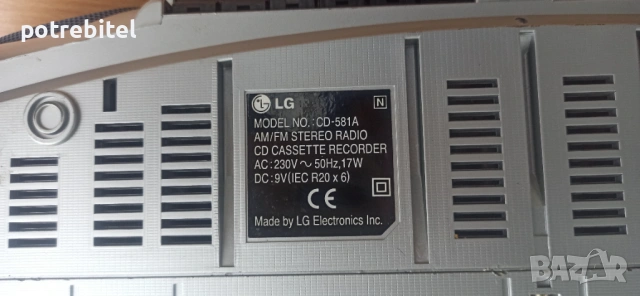 potrebitel
LG
N
MODEL NO.:CD-581A
AM/FM STEREO RADIO
CD CASSETTE RECORDER
AC:230V ~ 50Hz,17W
DC:9V(IEC R20 x 6)
CE
Made by LG Electronics Inc.
BAZAR